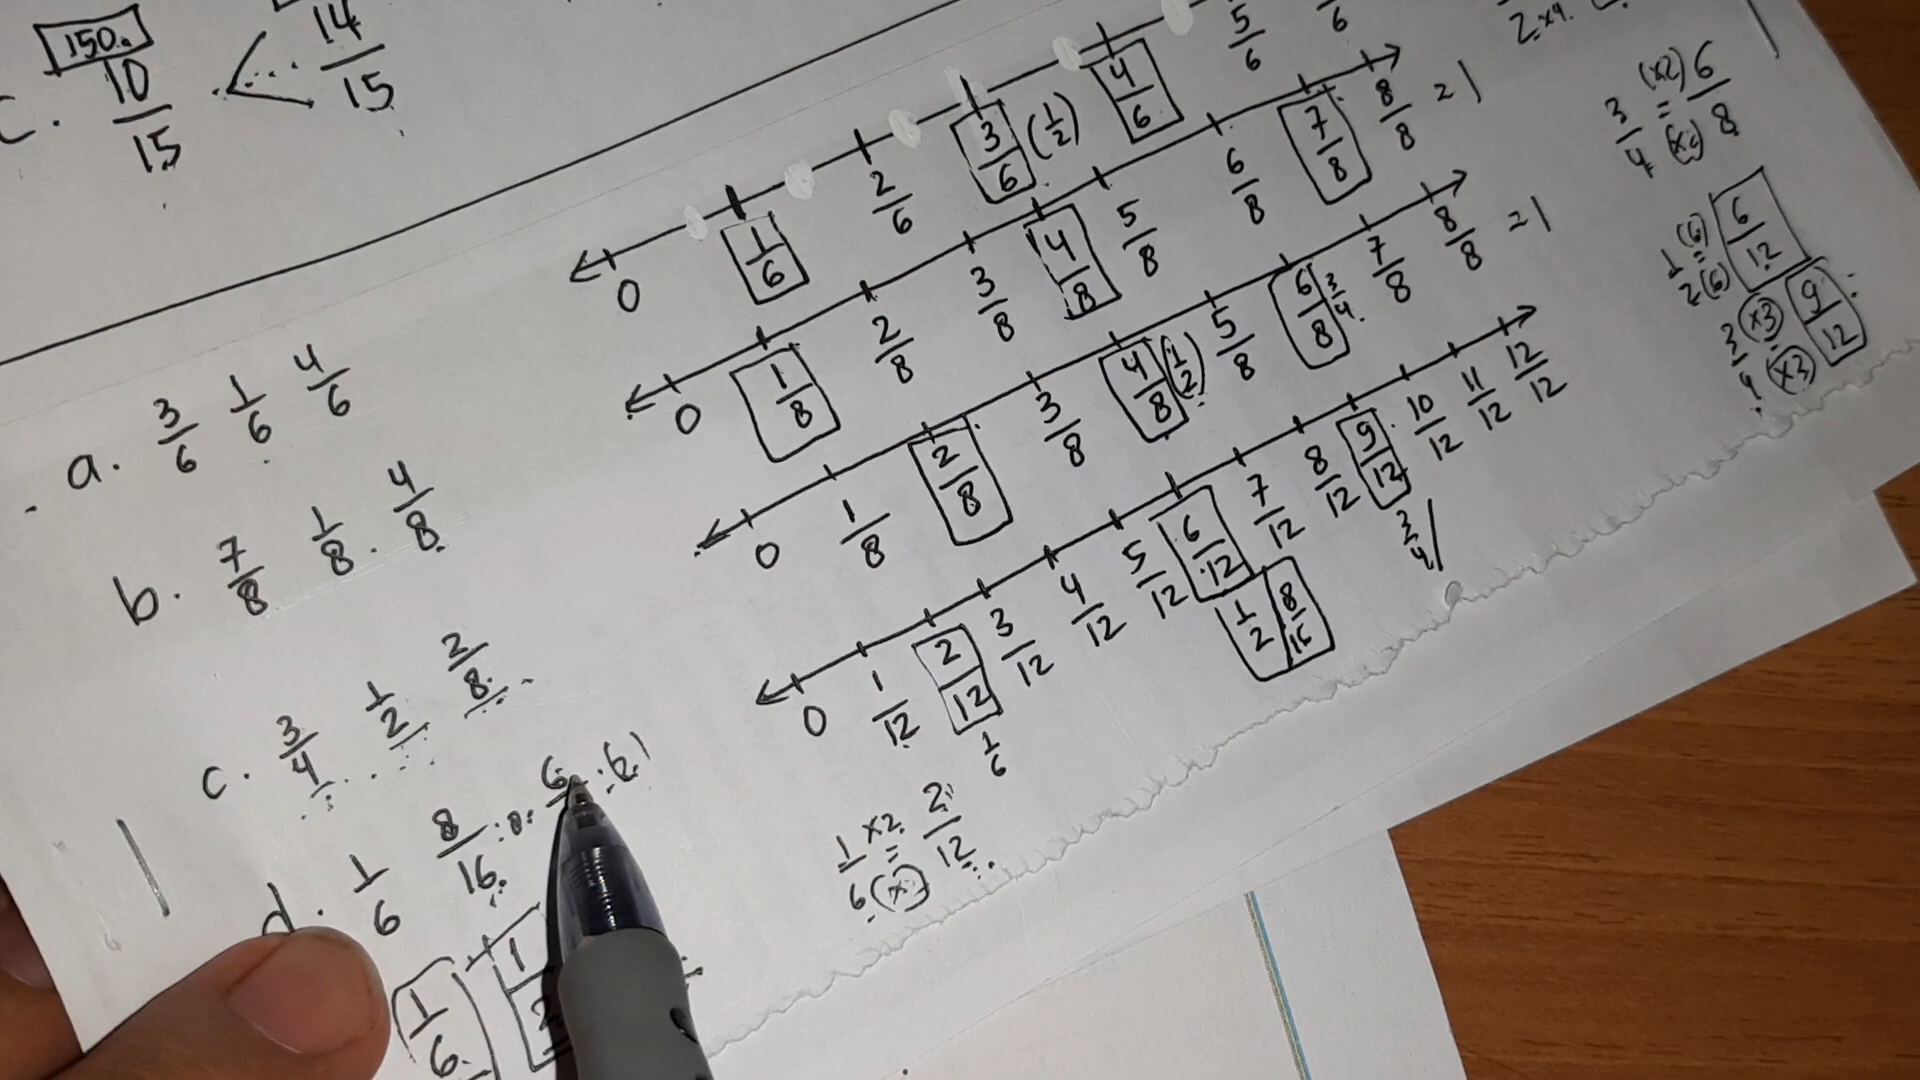 150.
c. 10/15 < 14/15
a. 3/6 1/6 4/6
b. 7/8 1/8 4/8
c. 3/4 1/2 2/8
d. 1/6 8/16 : 8
1/6 1/2
0 1/6 2/6 3/6 (1/2) 4/6 5/6
0 1/8 2/8 3/8 4/8 5/8 6/8 7/8 8/8 = 1
0 1/8 2/8 3/8 4/8 (1/2) 5/8 6/8 3/4 7/8 8/8 = 1
0 1/12 2/12 3/12 4/12 5/12 6/12 7/12 8/12 9/12 10/12 11/12 12/12
1/6 1/2 3/4
1/6 x2 = 2/12
3/4 (x2) = 6/8
1/2 (6) (6) = 6/12
3/4 x3 x3 = 9/12